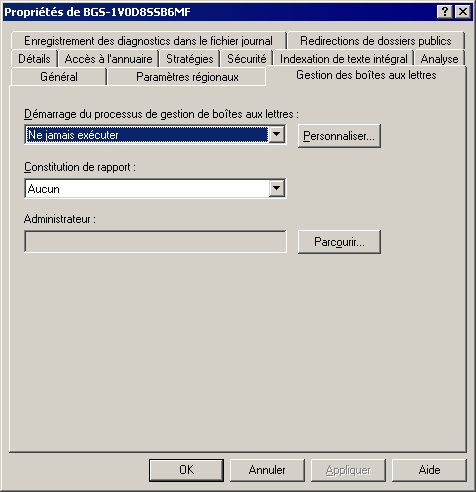 Propriétés de BGS-1V0D8SSB6MF
Enregistrement des diagnostics dans le fichier journal
Redirections de dossiers publics
Détails
Accès à l'annuaire
Stratégies
Sécurité
Indexation de texte intégral
Analyse
Général
Paramètres régionaux
Gestion des boîtes aux lettres
Démarrage du processus de gestion de boîtes aux lettres :
Ne jamais exécuter
Personnaliser...
Constitution de rapport :
Aucun
Administrateur :
Parcourir...
OK
Annuler
Appliquer
Aide